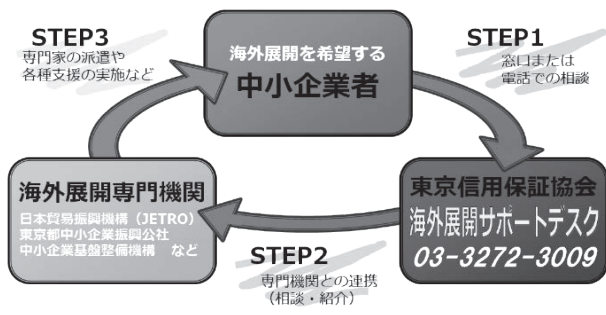 STEP3
専門家の派遣や
各種支援の実施など
海外展開を希望する
中小企業者
STEP1
窓口または
電話での相談
海外展開専門機関
日本貿易振興機構（JETRO）
東京都中小企業振興公社
中小企業基盤整備機構　など
東京信用保証協会
海外展開サポートデスク
03-3272-3009
STEP2
専門機関との連携
（相談・紹介）